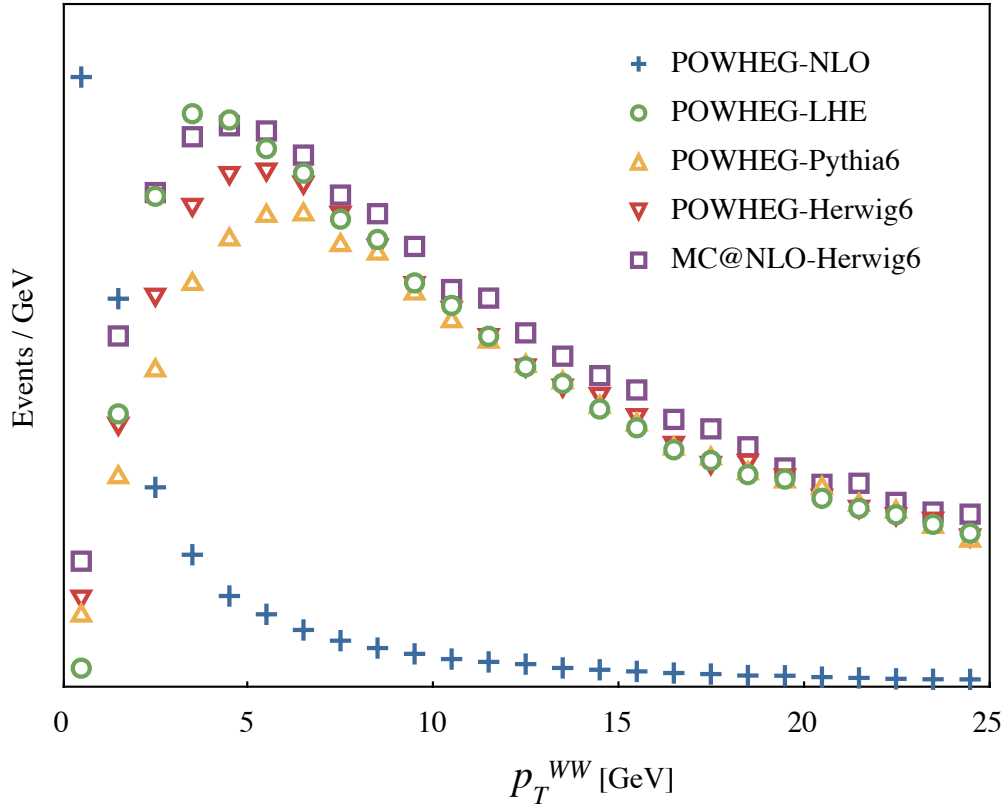 POWHEG-NLO
POWHEG-LHE
POWHEG-Pythia6
POWHEG-Herwig6
MC@NLO-Herwig6
Events / GeV
0 5 10 15 20 25
p_T^WW [GeV]